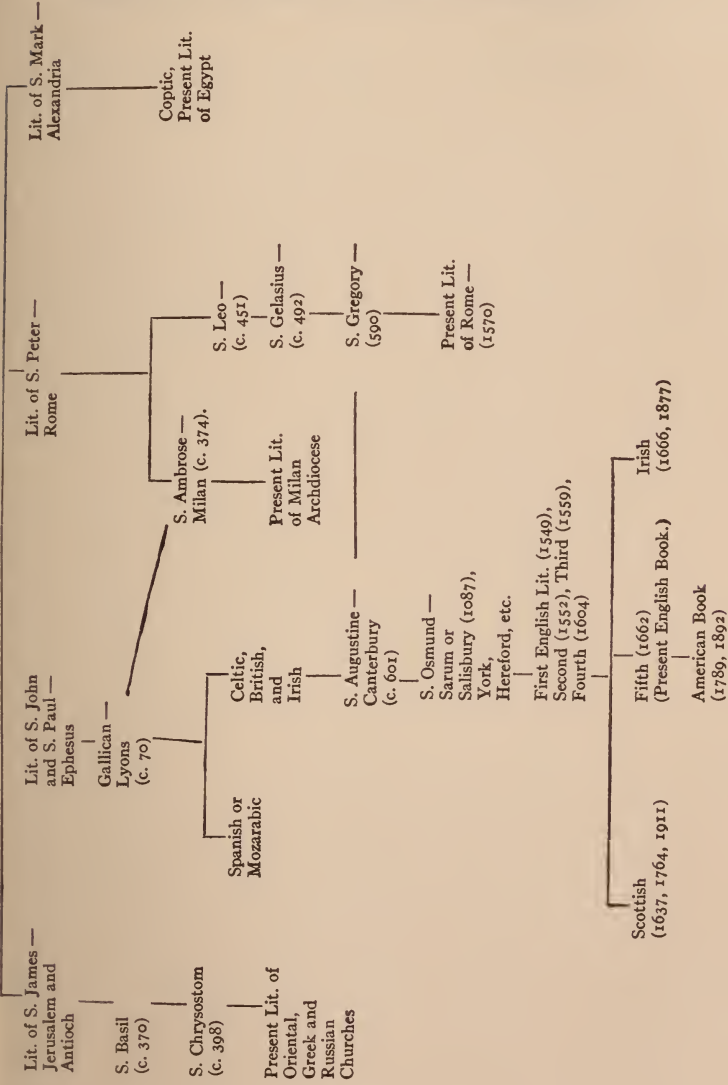 Lit. of S. James —
Jerusalem and
Antioch
S. Basil
(c. 370)
S. Chrysostom
(c. 398)
Present Lit. of
Oriental,
Greek and
Russian
Churches
Lit. of S. John
and S. Paul —
Ephesus
Gallican —
Lyons
(c. 70)
Spanish or
Mozarabic
Celtic,
British,
and
Irish
S. Augustine —
Canterbury
(c. 601)
S. Osmund —
Sarum or
Salisbury (1087),
York,
Hereford, etc.
First English Lit. (1549),
Second (1552), Third (1559),
Fourth (1604)
Scottish
(1637, 1764, 1911)
Fifth (1662)
(Present English Book.)
American Book
(1789, 1892)
Irish
(1666, 1877)
Lit. of S. Peter —
Rome
S. Ambrose —
Milan (c. 374).
Present Lit.
of Milan
Archdiocese
S. Leo —
(c. 451)
S. Gelasius —
(c. 492)
S. Gregory —
(590)
Present Lit.
of Rome —
(1570)
Lit. of S. Mark —
Alexandria
Coptic,
Present Lit.
of Egypt